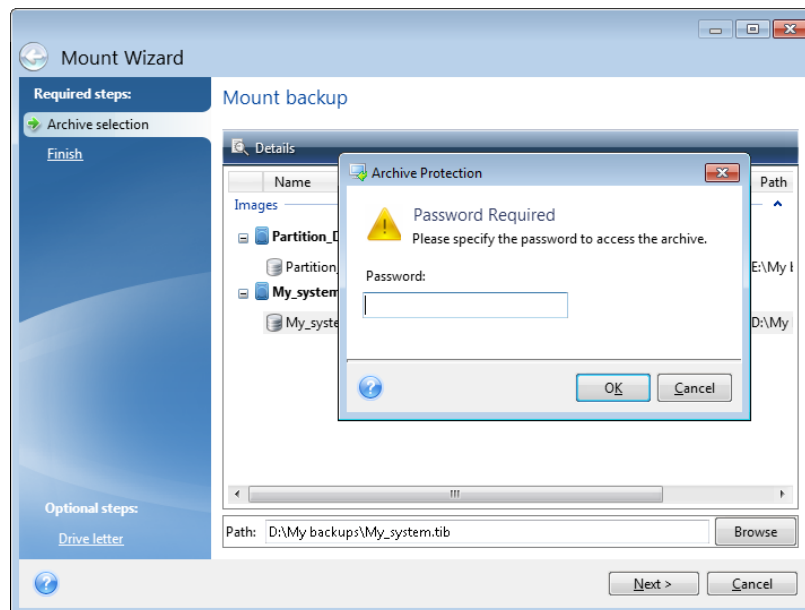 Mount Wizard
Required steps:
Archive selection
Finish
Optional steps:
Drive letter
Mount backup
Details
Name
Path
Images
Partition_
Partition_
E:\My
My_system
My_syste
D:\My
Archive Protection
Password Required
Please specify the password to access the archive.
Password:
OK
Cancel
Path: D:\My backups\My_system.tib
Browse
Next >
Cancel